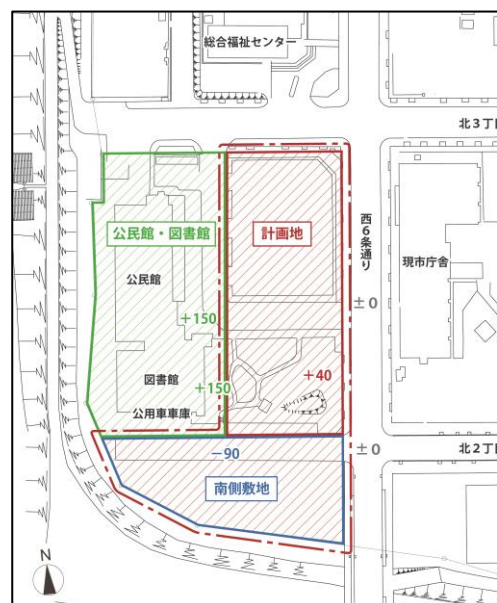 総合福祉センター
北3丁目
公民館・図書館
計画地
西6条通り
公民館
現市庁舎
±0
+150
図書館
+150
+40
公用車車庫
±0
北2丁目
-90
南側敷地
N